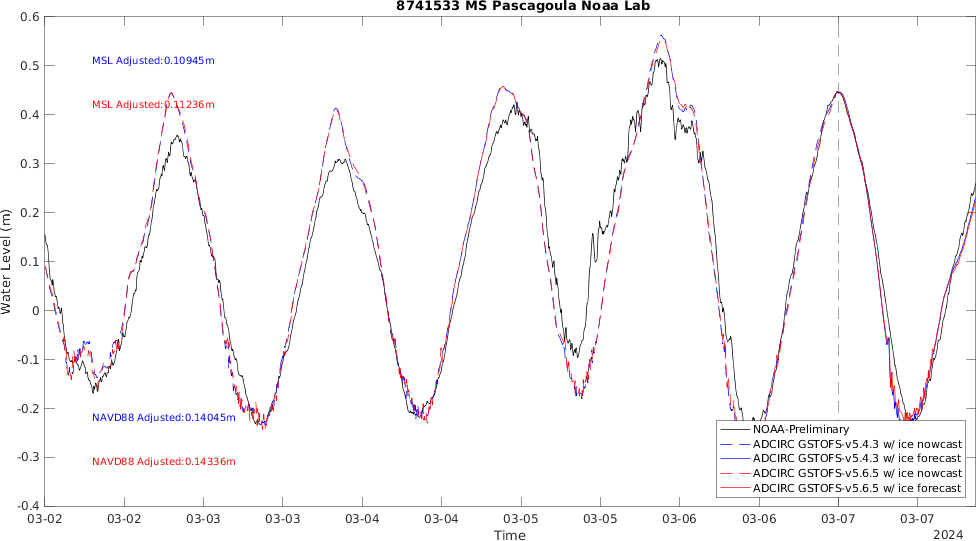 8741533 MS Pascagoula Noaa Lab
0.6
0.5
0.4
0.3
0.2
0.1
0
-0.1
-0.2
-0.3
-0.4
Water Level (m)
MSL Adjusted:0.10945m
MSL Adjusted:0.11236m
NAVD88 Adjusted:0.14045m
NAVD88 Adjusted:0.14336m
NOAA-Preliminary
ADCIRC GSTOFS-v5.4.3 w/ ice nowcast
ADCIRC GSTOFS-v5.4.3 w/ ice forecast
ADCIRC GSTOFS-v5.6.5 w/ ice nowcast
ADCIRC GSTOFS-v5.6.5 w/ ice forecast
03-02 03-02 03-03 03-03 03-04 03-04 03-05 03-05 03-06 03-06 03-07 03-07
Time
2024